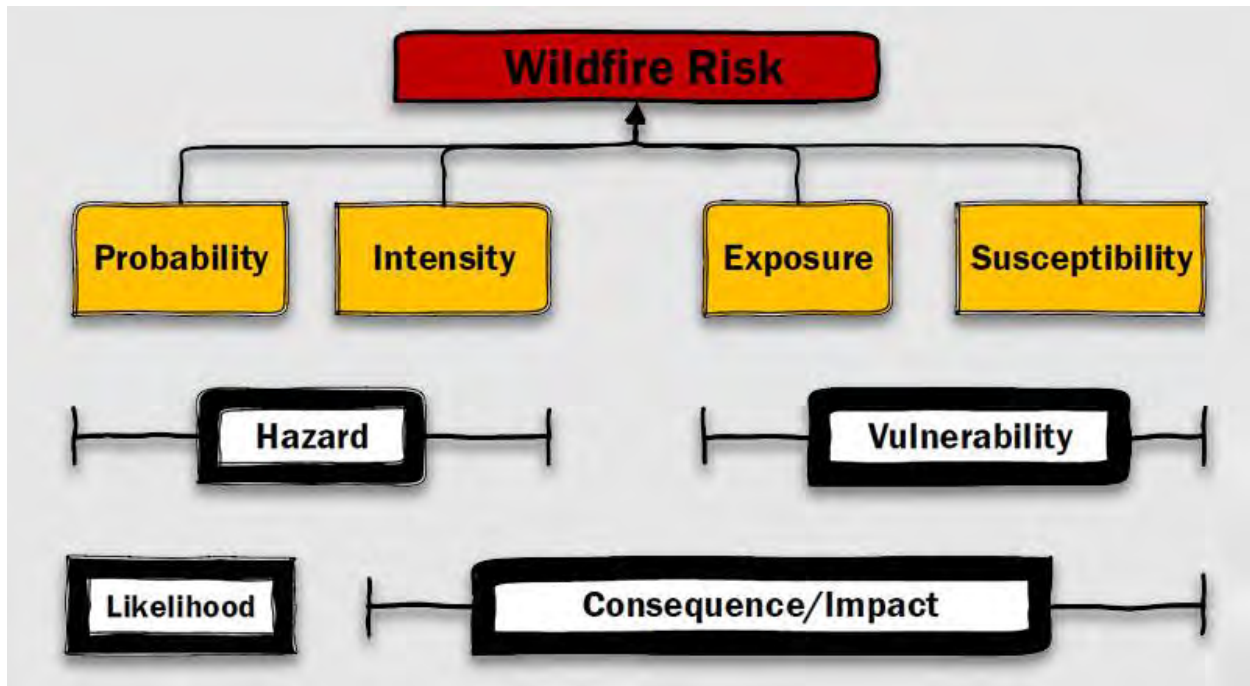 Wildfire Risk
Probability
Intensity
Exposure
Susceptibility
Hazard
Vulnerability
Likelihood
Consequence/Impact